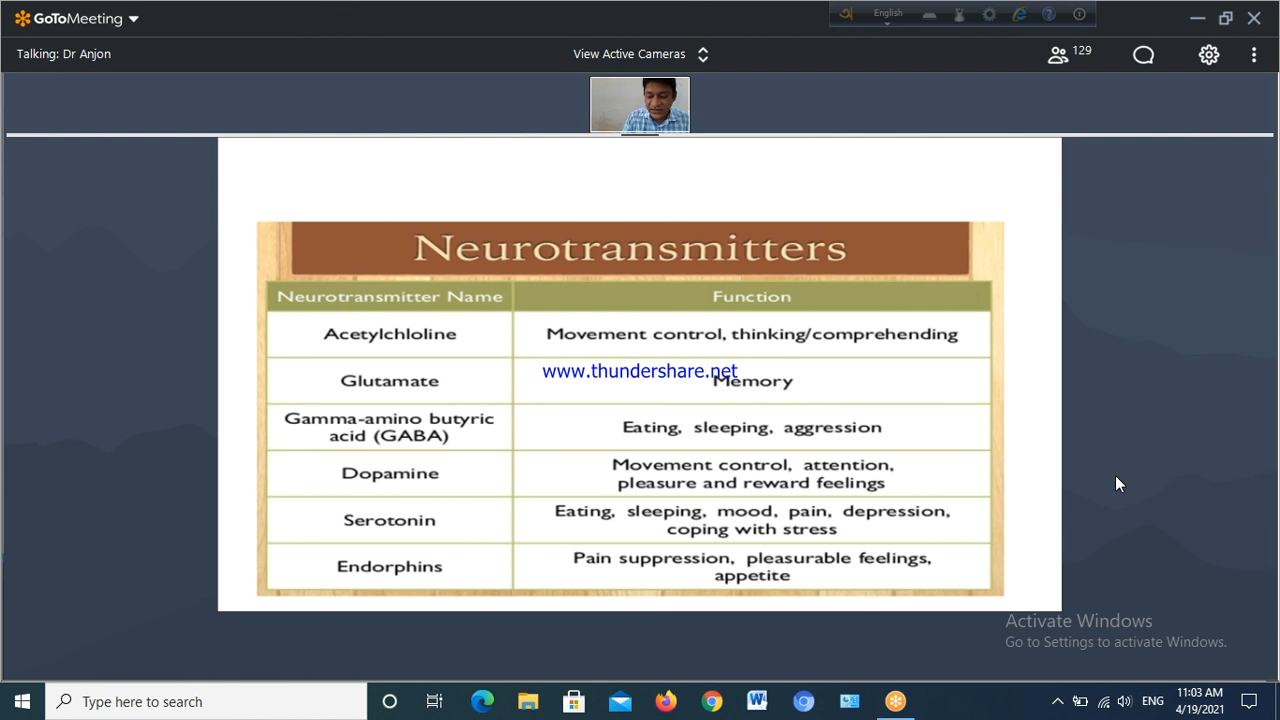 GoToMeeting
English
Talking: Dr Anjon
View Active Cameras
129
Neurotransmitters
Neurotransmitter Name
Function
Acetylchloline
Movement control, thinking/comprehending
www.thundershare.net
Glutamate
Memory
Gamma-amino butyric
acid (GABA)
Eating, sleeping, aggression
Dopamine
Movement control, attention,
pleasure and reward feelings
Serotonin
Eating, sleeping, mood, pain, depression,
coping with stress
Endorphins
Pain suppression, pleasurable feelings,
appetite
Activate Windows
Go to Settings to activate Windows.
Type here to search
ENG
11:03 AM
4/19/2021